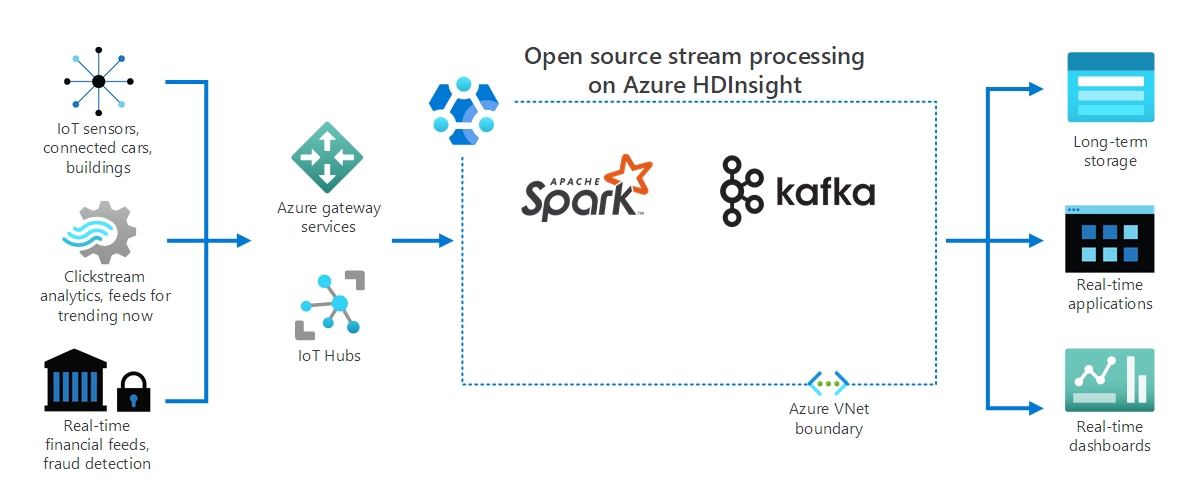 Open source stream processing
on Azure HDInsight
IoT sensors,
connected cars,
buildings
Clickstream
analytics, feeds for
trending now
Real-time
financial feeds,
fraud detection
Azure gateway
services
IoT Hubs
APACHE
Spark™
kafka
Azure VNet
boundary
Long-term
storage
Real-time
applications
Real-time
dashboards